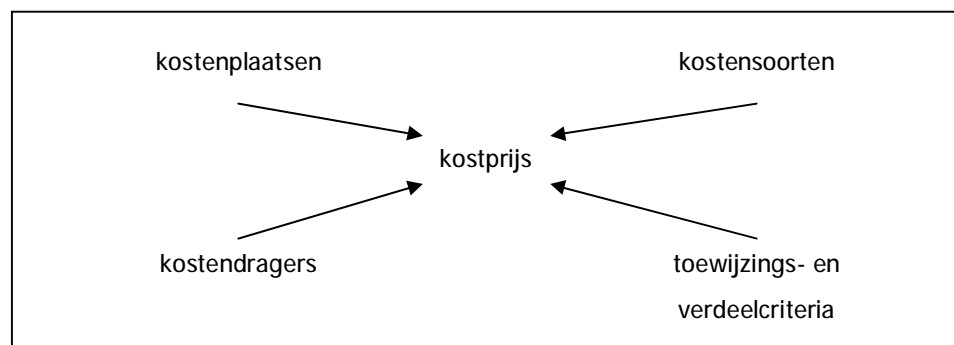 kostenplaatsen
kostensoorten
kostprijs
kostendragers
toewijzings- en
verdeelcriteria